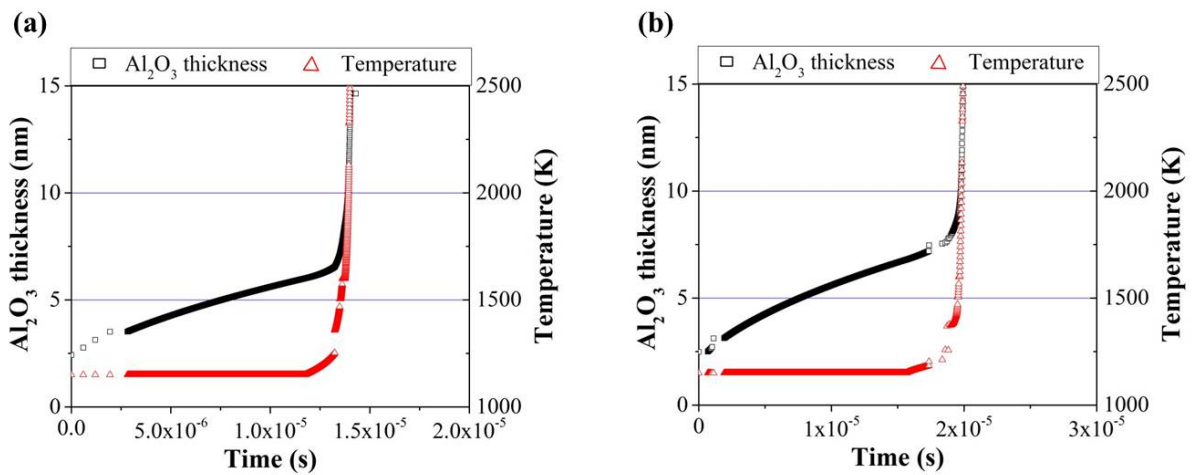 (a)
Al₂O₃ thickness Temperature
15
10
5
0
2500
2000
1500
1000
Al₂O₃ thickness (nm)
Temperature (K)
0.0 5.0x10⁻⁶ 1.0x10⁻⁵ 1.5x10⁻⁵ 2.0x10⁻⁵
Time (s)
(b)
Al₂O₃ thickness Temperature
15
10
5
0
2500
2000
1500
1000
Al₂O₃ thickness (nm)
Temperature (K)
0 1x10⁻⁵ 2x10⁻⁵ 3x10⁻⁵
Time (s)